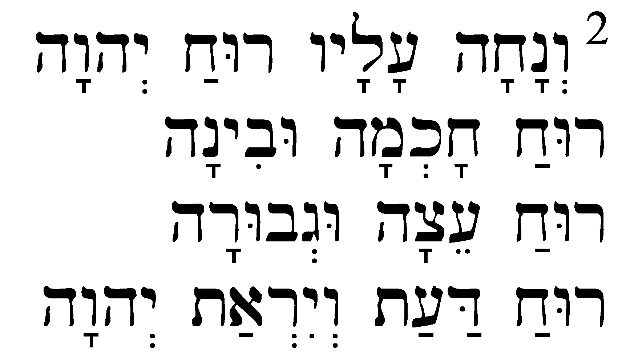 2 וְנָחָה עָלָיו רוּחַ יְהוָה
רוּחַ חָכְמָה וּבִינָה
רוּחַ עֵצָה וּגְבוּרָה
רוּחַ דַּעַת וְיִרְאַת יְהוָה